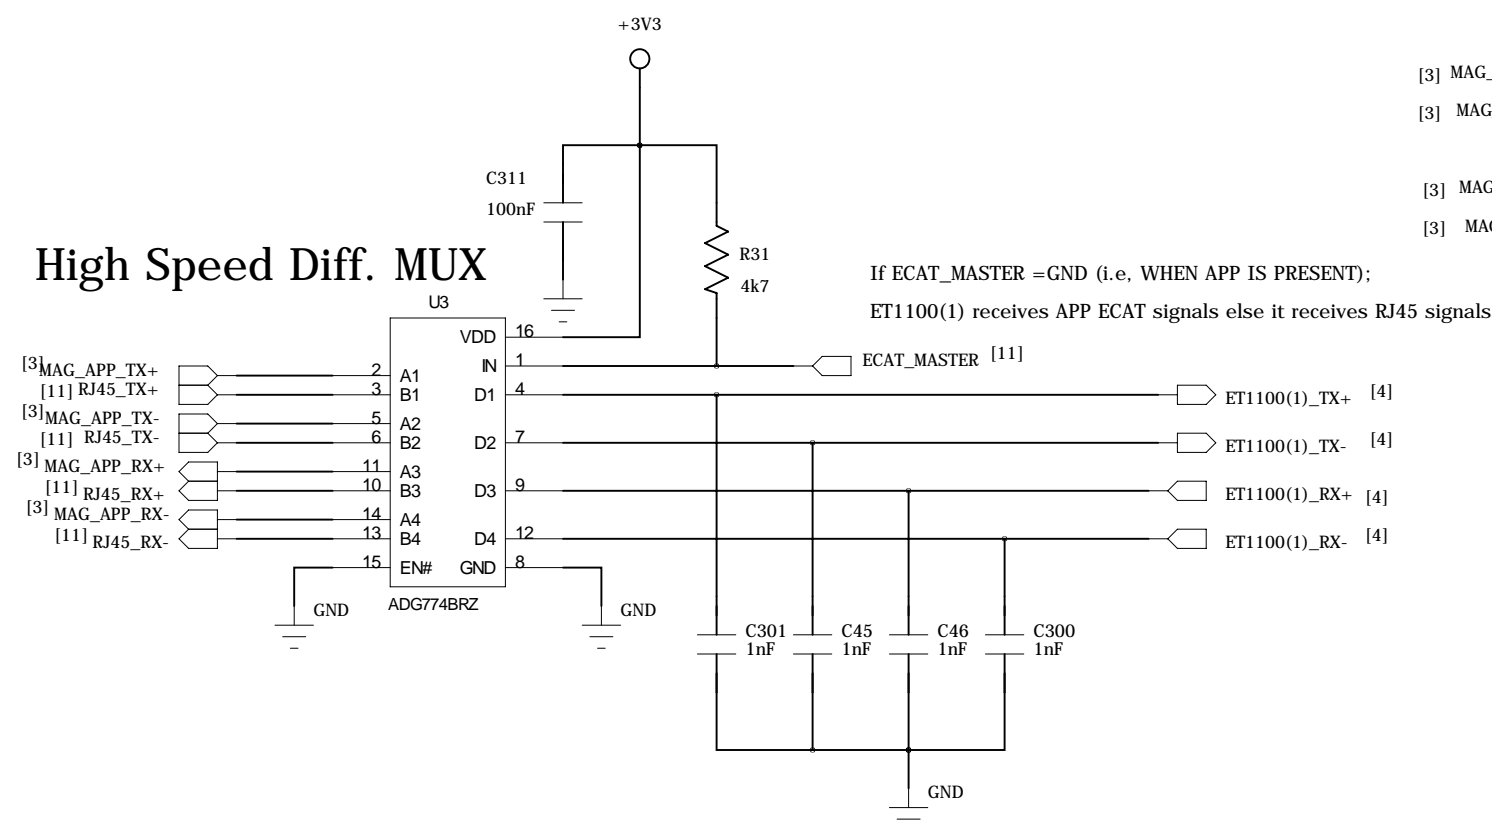 +3V3
[3] MAG_
[3] MAG
[3] MAG
[3] MA
C311
100nF
R31
4k7
High Speed Diff. MUX
If ECAT_MASTER =GND (i.e, WHEN APP IS PRESENT);
ET1100(1) receives APP ECAT signals else it receives RJ45 signals
U3
VDD 16
IN 1
ECAT_MASTER [11]
[3] MAG_APP_TX+ 2 A1
[11] RJ45_TX+ 3 B1
D1 4 ET1100(1)_TX+ [4]
[3] MAG_APP_TX- 5 A2
[11] RJ45_TX- 6 B2
D2 7 ET1100(1)_TX- [4]
[3] MAG_APP_RX+ 11 A3
[11] RJ45_RX+ 10 B3
D3 9 ET1100(1)_RX+ [4]
[3] MAG_APP_RX- 14 A4
[11] RJ45_RX- 13 B4
D4 12 ET1100(1)_RX- [4]
15 EN# GND 8
ADG774BRZ
GND
GND
C301
1nF
C45
1nF
C46
1nF
C300
1nF
GND